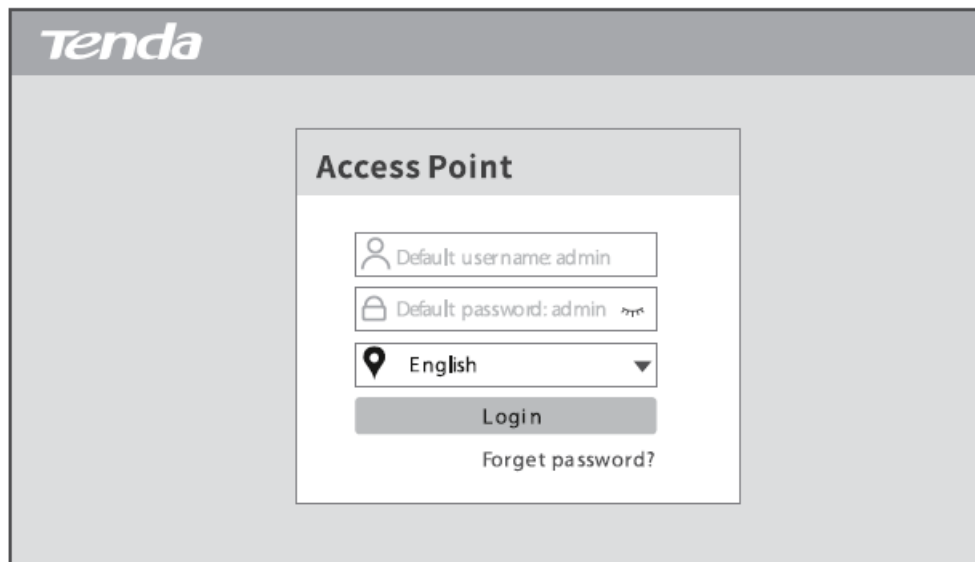 Tenda
Access Point
Default username: admin
Default password: admin
English
Login
Forget password?